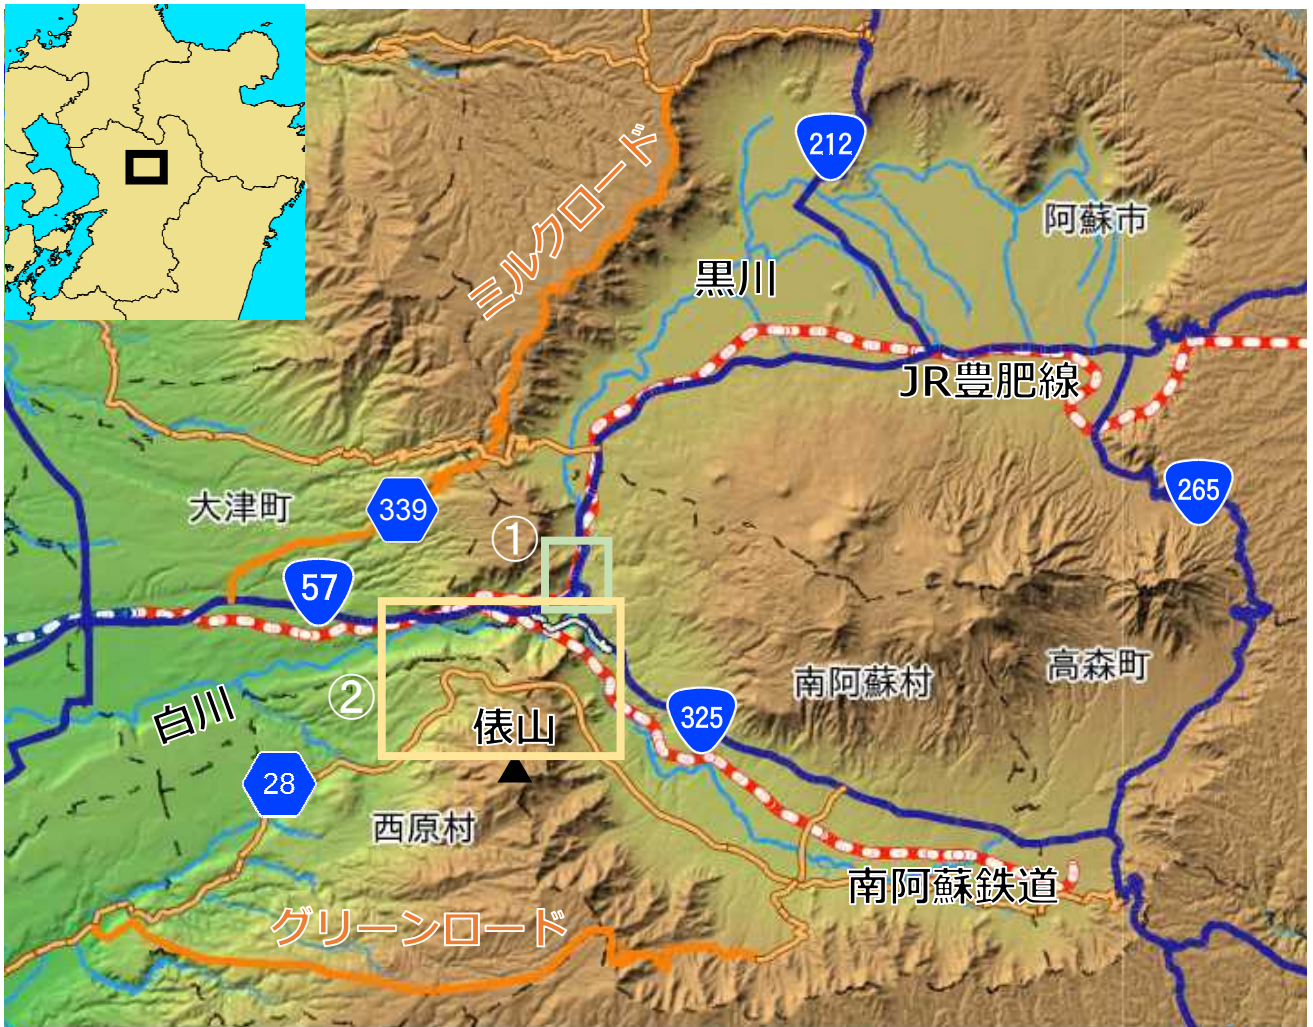 212
阿蘇市
ミルクロード
黒川
JR豊肥線
265
大津町
339
①
57
南阿蘇村
高森町
②
白川
325
俵山
28
西原村
南阿蘇鉄道
グリーンロード